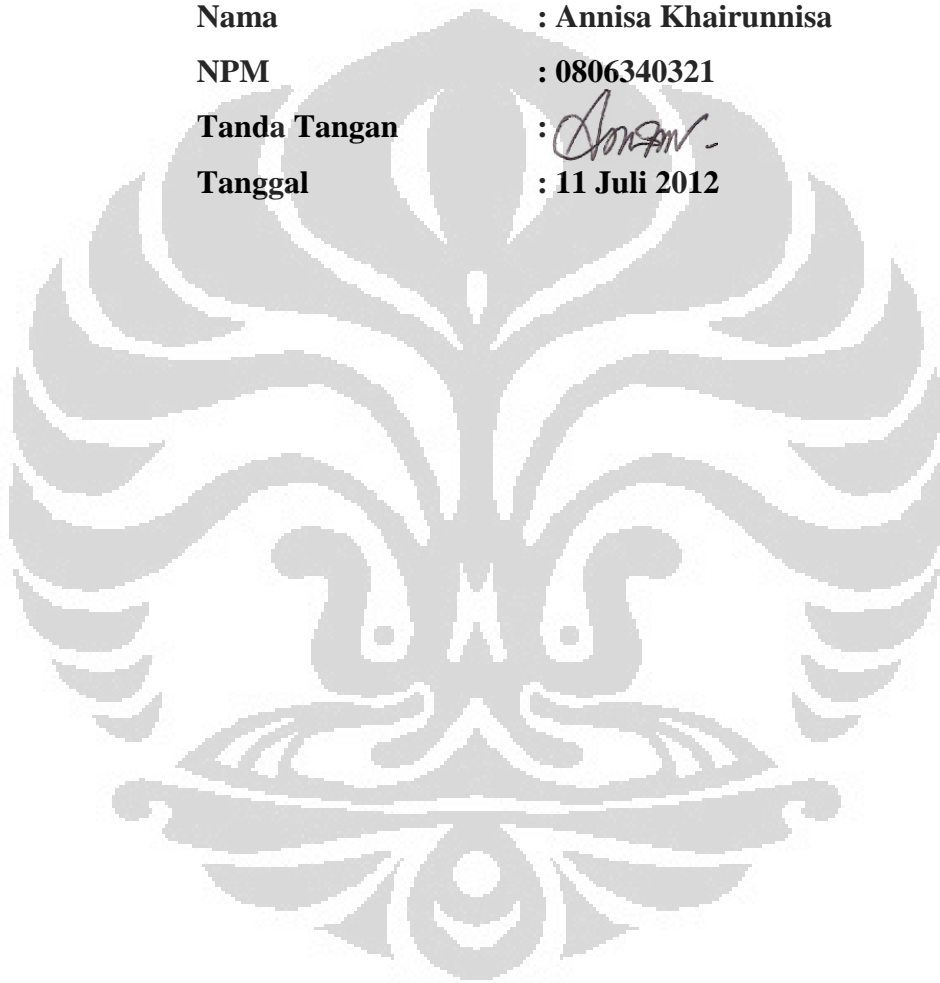 Nama : Annisa Khairunnisa
NPM : 0806340321
Tanda Tangan :
Tanggal : 11 Juli 2012